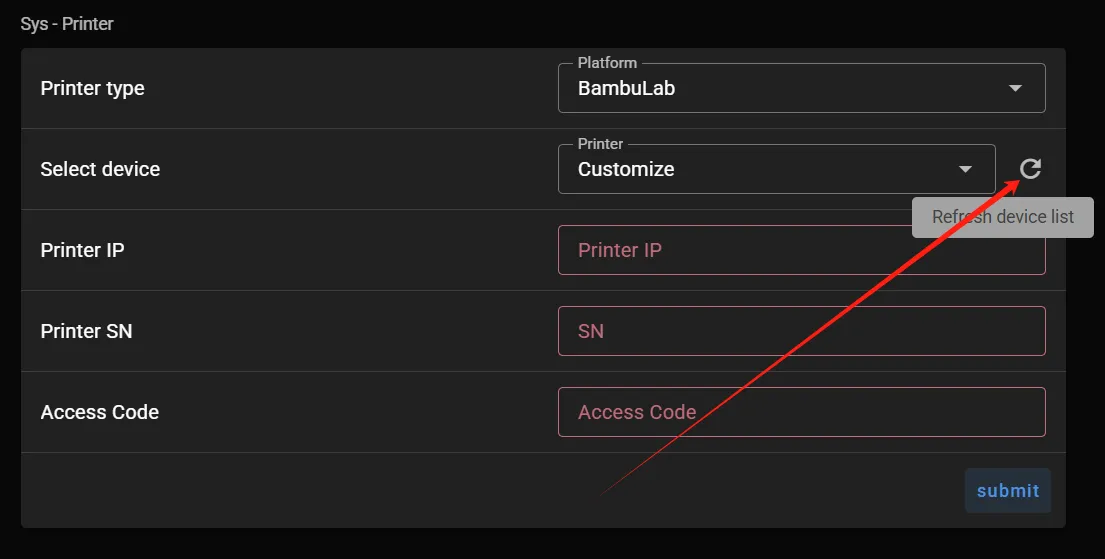 Sys - Printer
Platform
Printer type
BambuLab
Printer
Select device
Customize
Refresh device list
Printer IP
Printer IP
Printer SN
SN
Access Code
Access Code
submit